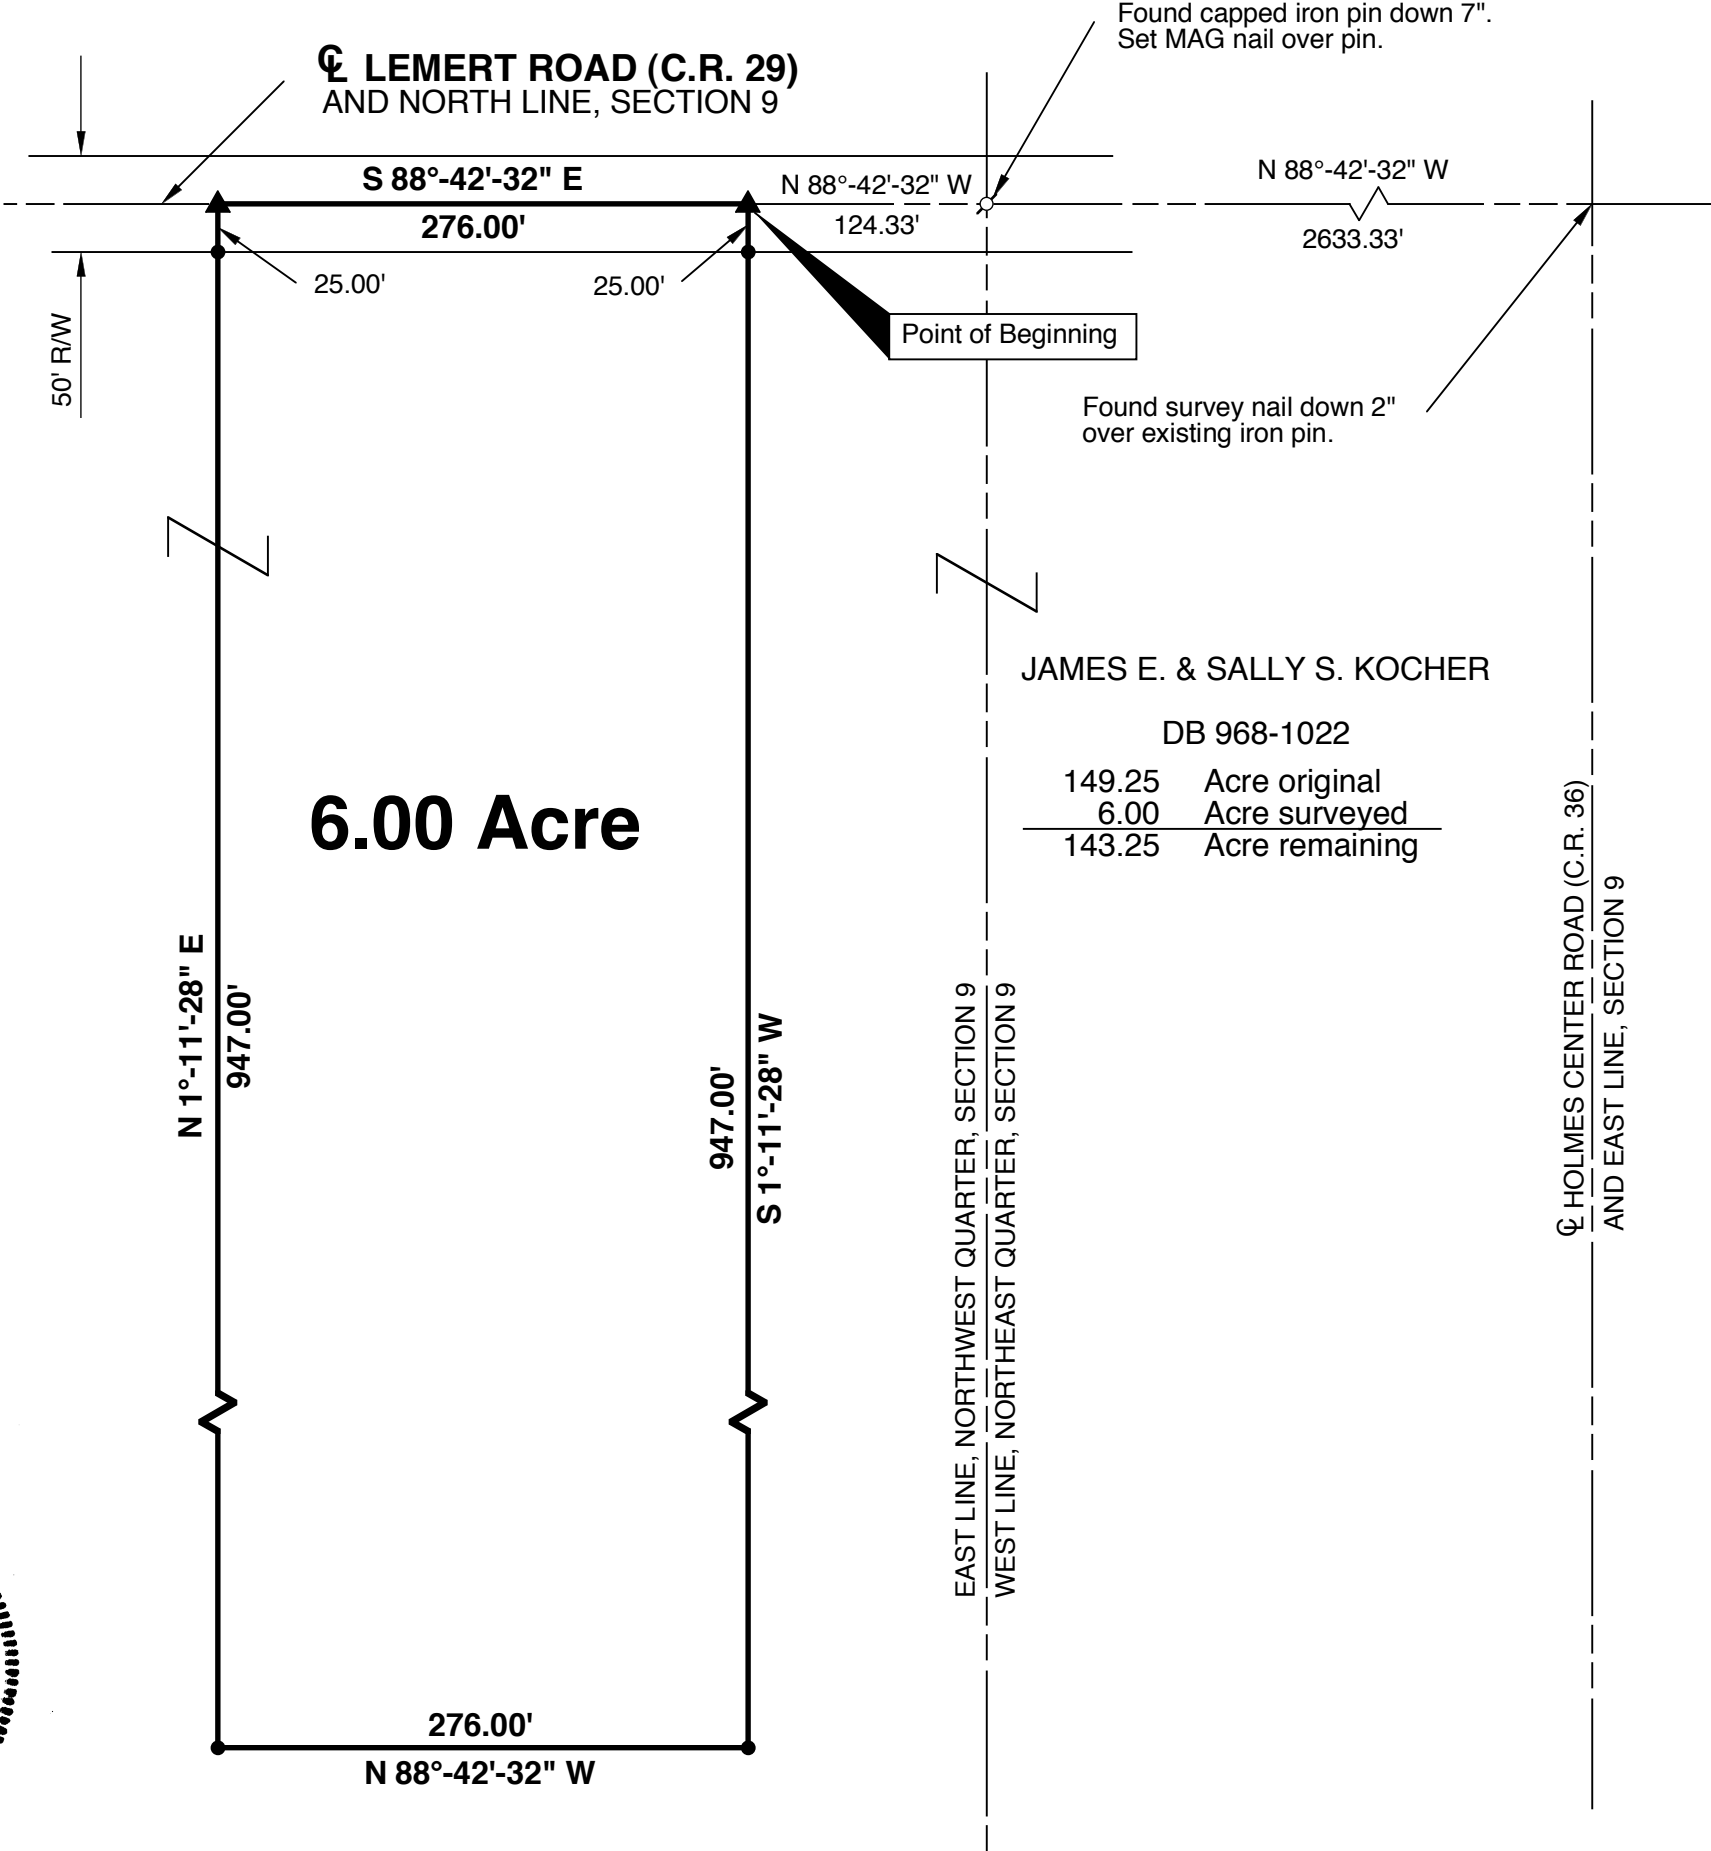 Found capped iron pin down 7".
Set MAG nail over pin.
℄ LEMERT ROAD (C.R. 29)
AND NORTH LINE, SECTION 9
S 88°-42'-32" E
276.00'
N 88°-42'-32" W
124.33'
N 88°-42'-32" W
2633.33'
25.00'
25.00'
50' R/W
Point of Beginning
Found survey nail down 2"
over existing iron pin.
JAMES E. & SALLY S. KOCHER
DB 968-1022
149.25 Acre original
6.00 Acre surveyed
143.25 Acre remaining
6.00 Acre
N 1°-11'-28" E
947.00'
947.00'
S 1°-11'-28" W
EAST LINE, NORTHWEST QUARTER, SECTION 9
WEST LINE, NORTHEAST QUARTER, SECTION 9
℄ HOLMES CENTER ROAD (C.R. 36)
AND EAST LINE, SECTION 9
276.00'
N 88°-42'-32" W